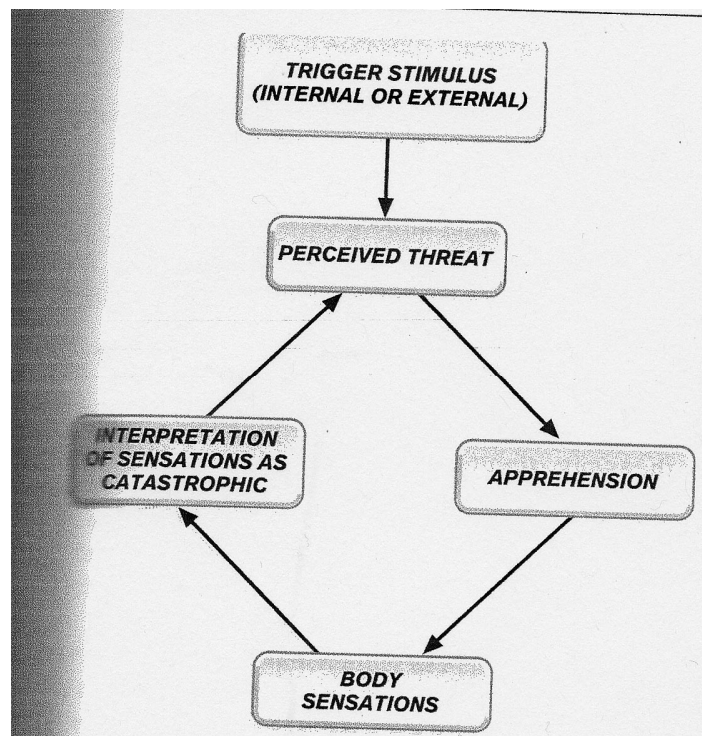 TRIGGER STIMULUS
(INTERNAL OR EXTERNAL)
PERCEIVED THREAT
INTERPRETATION
OF SENSATIONS AS
CATASTROPHIC
APPREHENSION
BODY
SENSATIONS